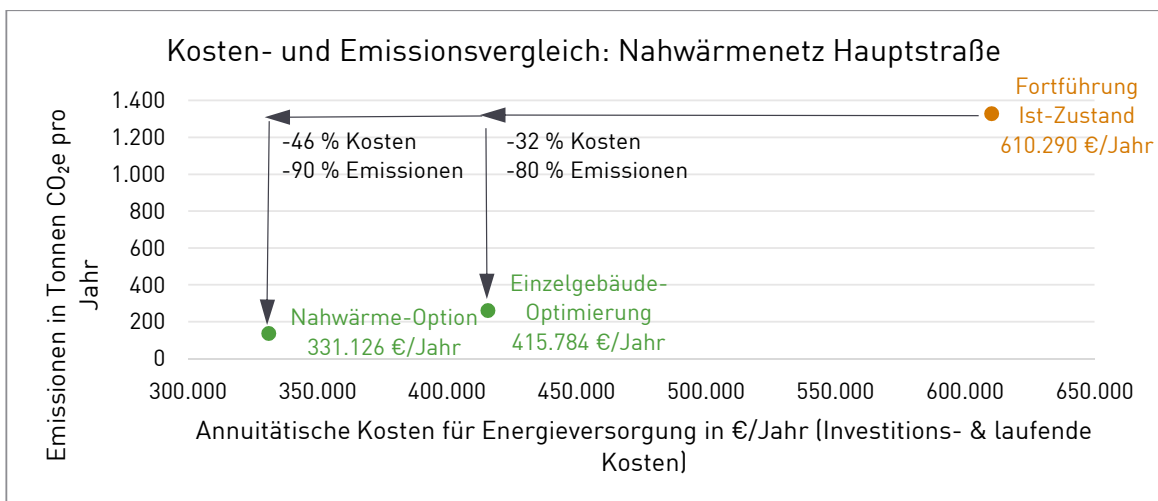 Kosten- und Emissionsvergleich: Nahwärmenetz Hauptstraße
Emissionen in Tonnen CO₂e pro
Jahr
1.400
1.200
1.000
800
600
400
200
0
Fortführung
Ist-Zustand
610.290 €/Jahr
-46 % Kosten
-90 % Emissionen
-32 % Kosten
-80 % Emissionen
Nahwärme-Option
331.126 €/Jahr
Einzelgebäude-
Optimierung
415.784 €/Jahr
300.000
350.000
400.000
450.000
500.000
550.000
600.000
650.000
Annuitätische Kosten für Energieversorgung in €/Jahr (Investitions- & laufende
Kosten)